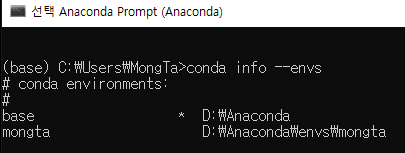 선택 Anaconda Prompt (Anaconda)
(base) C:₩Users₩MongTa>conda info --envs
# conda environments:
#
base * D:₩Anaconda
mongta D:₩Anaconda₩envs₩mongta